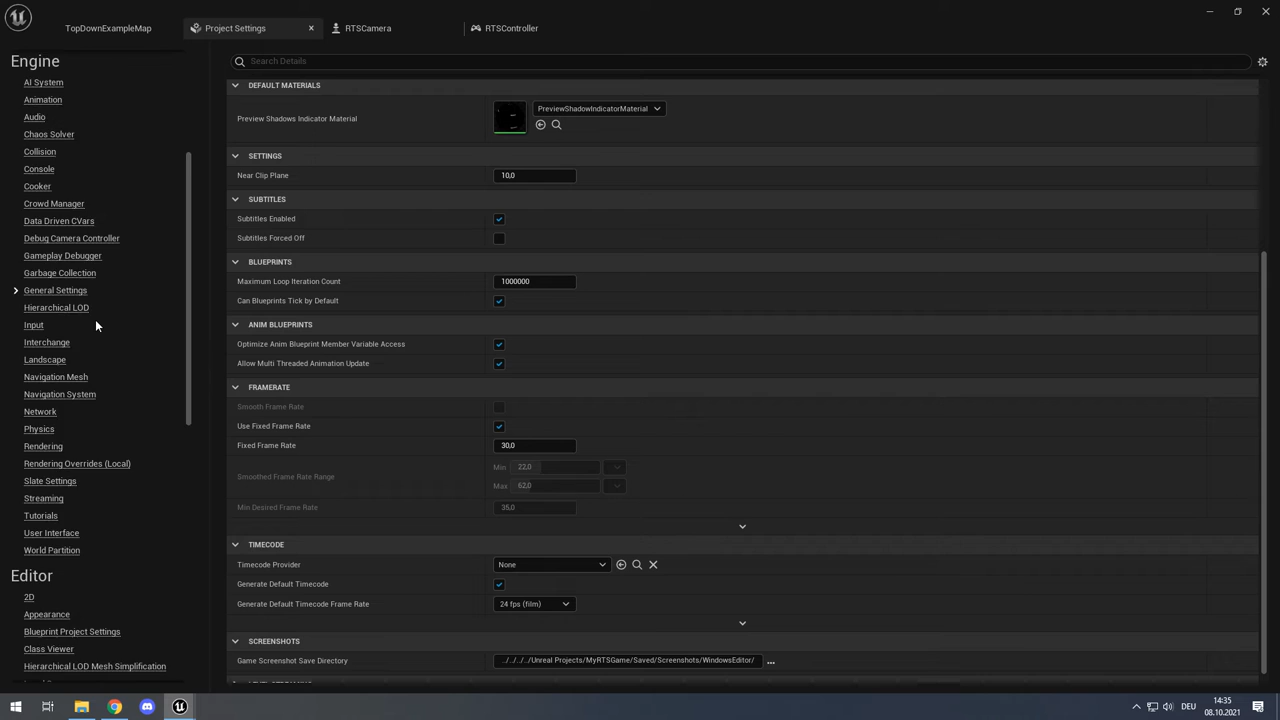 TopDownExampleMap
Project Settings
RTSCamera
RTSController
Engine
AI System
Animation
Audio
Chaos Solver
Collision
Console
Cooker
Crowd Manager
Data Driven CVars
Debug Camera Controller
Gameplay Debugger
Garbage Collection
General Settings
Hierarchical LOD
Input
Interchange
Landscape
Navigation Mesh
Navigation System
Network
Physics
Rendering
Rendering Overrides (Local)
Slate Settings
Streaming
Tutorials
User Interface
World Partition
Editor
2D
Appearance
Blueprint Project Settings
Class Viewer
Hierarchical LOD Mesh Simplification
Search Details
DEFAULT MATERIALS
Preview Shadows Indicator Material
PreviewShadowIndicatorMaterial
SETTINGS
Near Clip Plane 10,0
SUBTITLES
Subtitles Enabled
Subtitles Forced Off
BLUEPRINTS
Maximum Loop Iteration Count 1000000
Can Blueprints Tick by Default
ANIM BLUEPRINTS
Optimize Anim Blueprint Member Variable Access
Allow Multi Threaded Animation Update
FRAMERATE
Smooth Frame Rate
Use Fixed Frame Rate
Fixed Frame Rate 30,0
Smoothed Frame Rate Range
Min 22,0
Max 62,0
Min Desired Frame Rate 35,0
TIMECODE
Timecode Provider None
Generate Default Timecode
Generate Default Timecode Frame Rate 24 fps (film)
SCREENSHOTS
Game Screenshot Save Directory ../../../../Unreal Projects/MyRTSGame/Saved/Screenshots/WindowsEditor/
DEU
14:35
08.10.2021